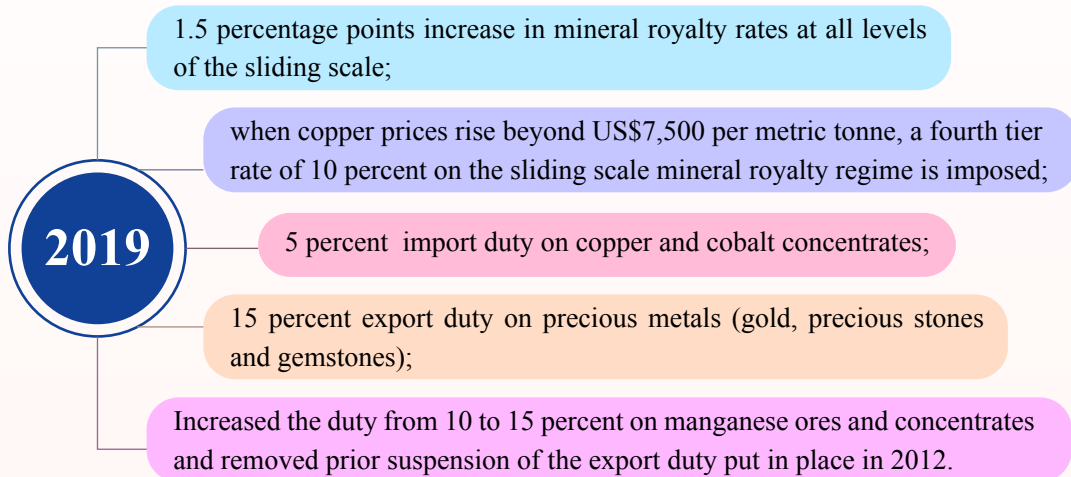 1.5 percentage points increase in mineral royalty rates at all levels
of the sliding scale;
when copper prices rise beyond US$7,500 per metric tonne, a fourth tier
rate of 10 percent on the sliding scale mineral royalty regime is imposed;
2019
5 percent import duty on copper and cobalt concentrates;
15 percent export duty on precious metals (gold, precious stones
and gemstones);
Increased the duty from 10 to 15 percent on manganese ores and concentrates
and removed prior suspension of the export duty put in place in 2012.